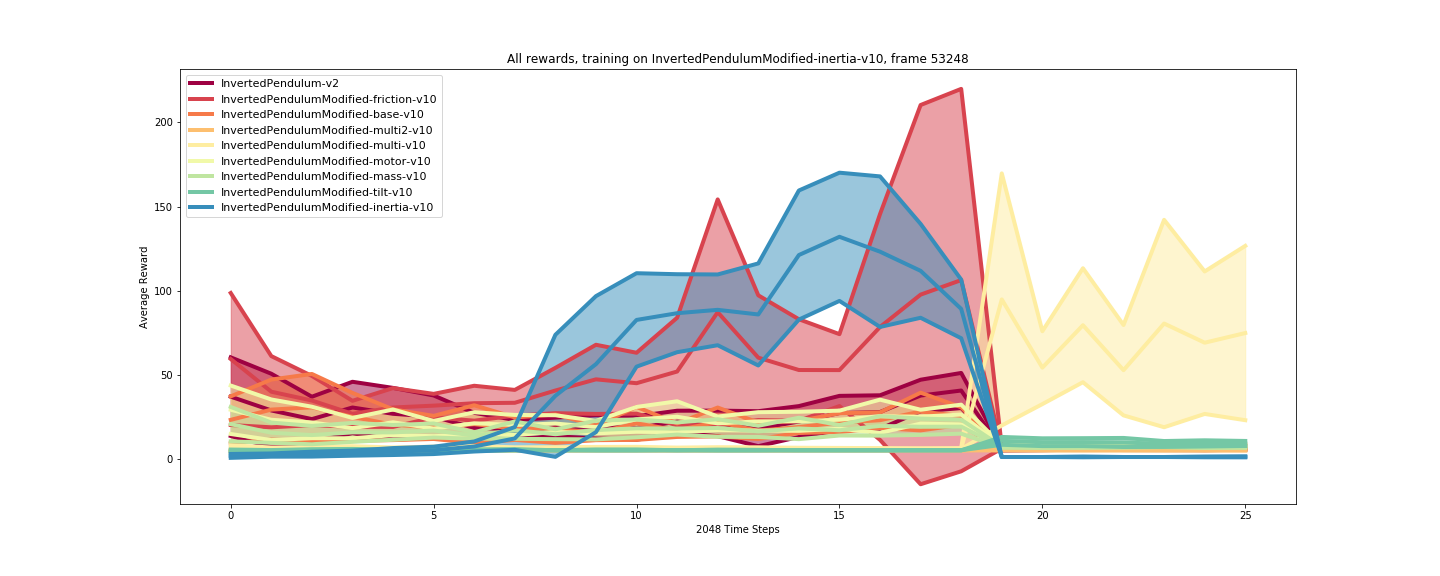 All rewards, training on InvertedPendulumModified-inertia-v10, frame 53248
InvertedPendulum-v2
InvertedPendulumModified-friction-v10
InvertedPendulumModified-base-v10
InvertedPendulumModified-multi2-v10
InvertedPendulumModified-multi-v10
InvertedPendulumModified-motor-v10
InvertedPendulumModified-mass-v10
InvertedPendulumModified-tilt-v10
InvertedPendulumModified-inertia-v10
Average Reward
200
150
100
50
0
0 5 10 15 20 25
2048 Time Steps